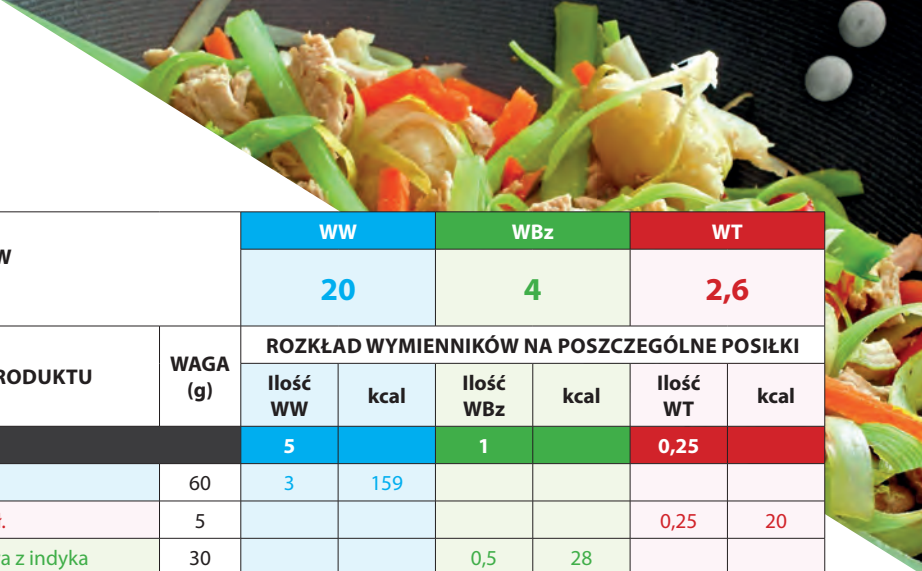 WW WBz WT
W
20 4 2,6
RODUKTU WAGA (g) ROZKŁAD WYMIENNIKÓW NA POSZCZEGÓLNE POSIŁKI
Ilość WW kcal Ilość WBz kcal Ilość WT kcal
5 1 0,25
60 3 159
5 0,25 20
a z indyka 30 0,5 28